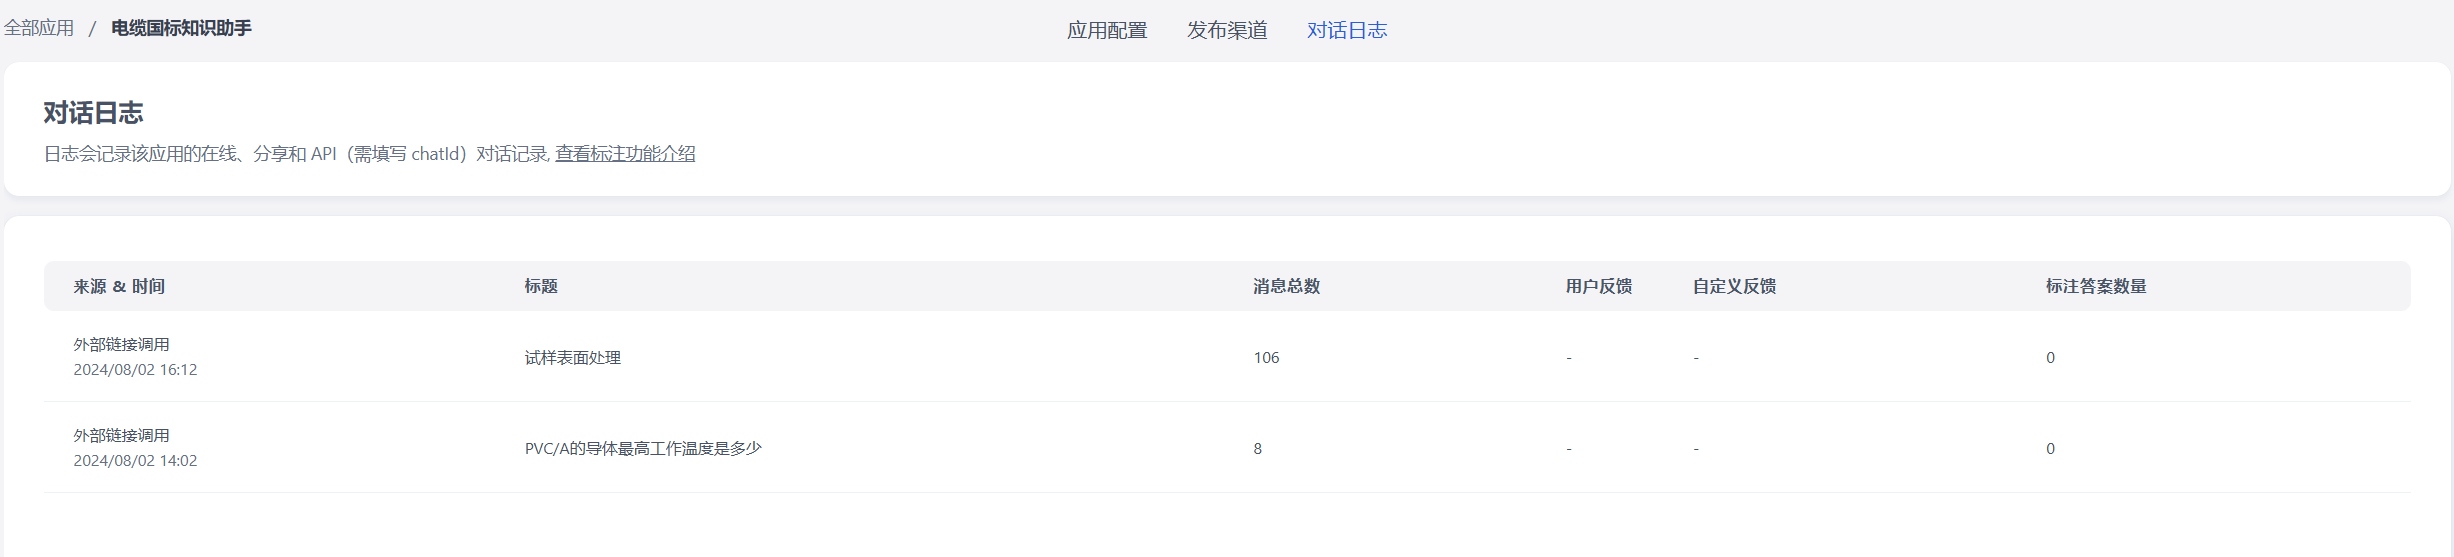 全部应用 / 电缆国标知识助手
应用配置 发布渠道 对话日志
对话日志
日志会记录该应用的在线、分享和 API（需填写 chatId）对话记录, 查看标注功能介绍
来源 & 时间 标题 消息总数 用户反馈 自定义反馈 标注答案数量
外部链接调用
2024/08/02 16:12
试样表面处理 106 - - 0
外部链接调用
2024/08/02 14:02
PVC/A的导体最高工作温度是多少 8 - - 0